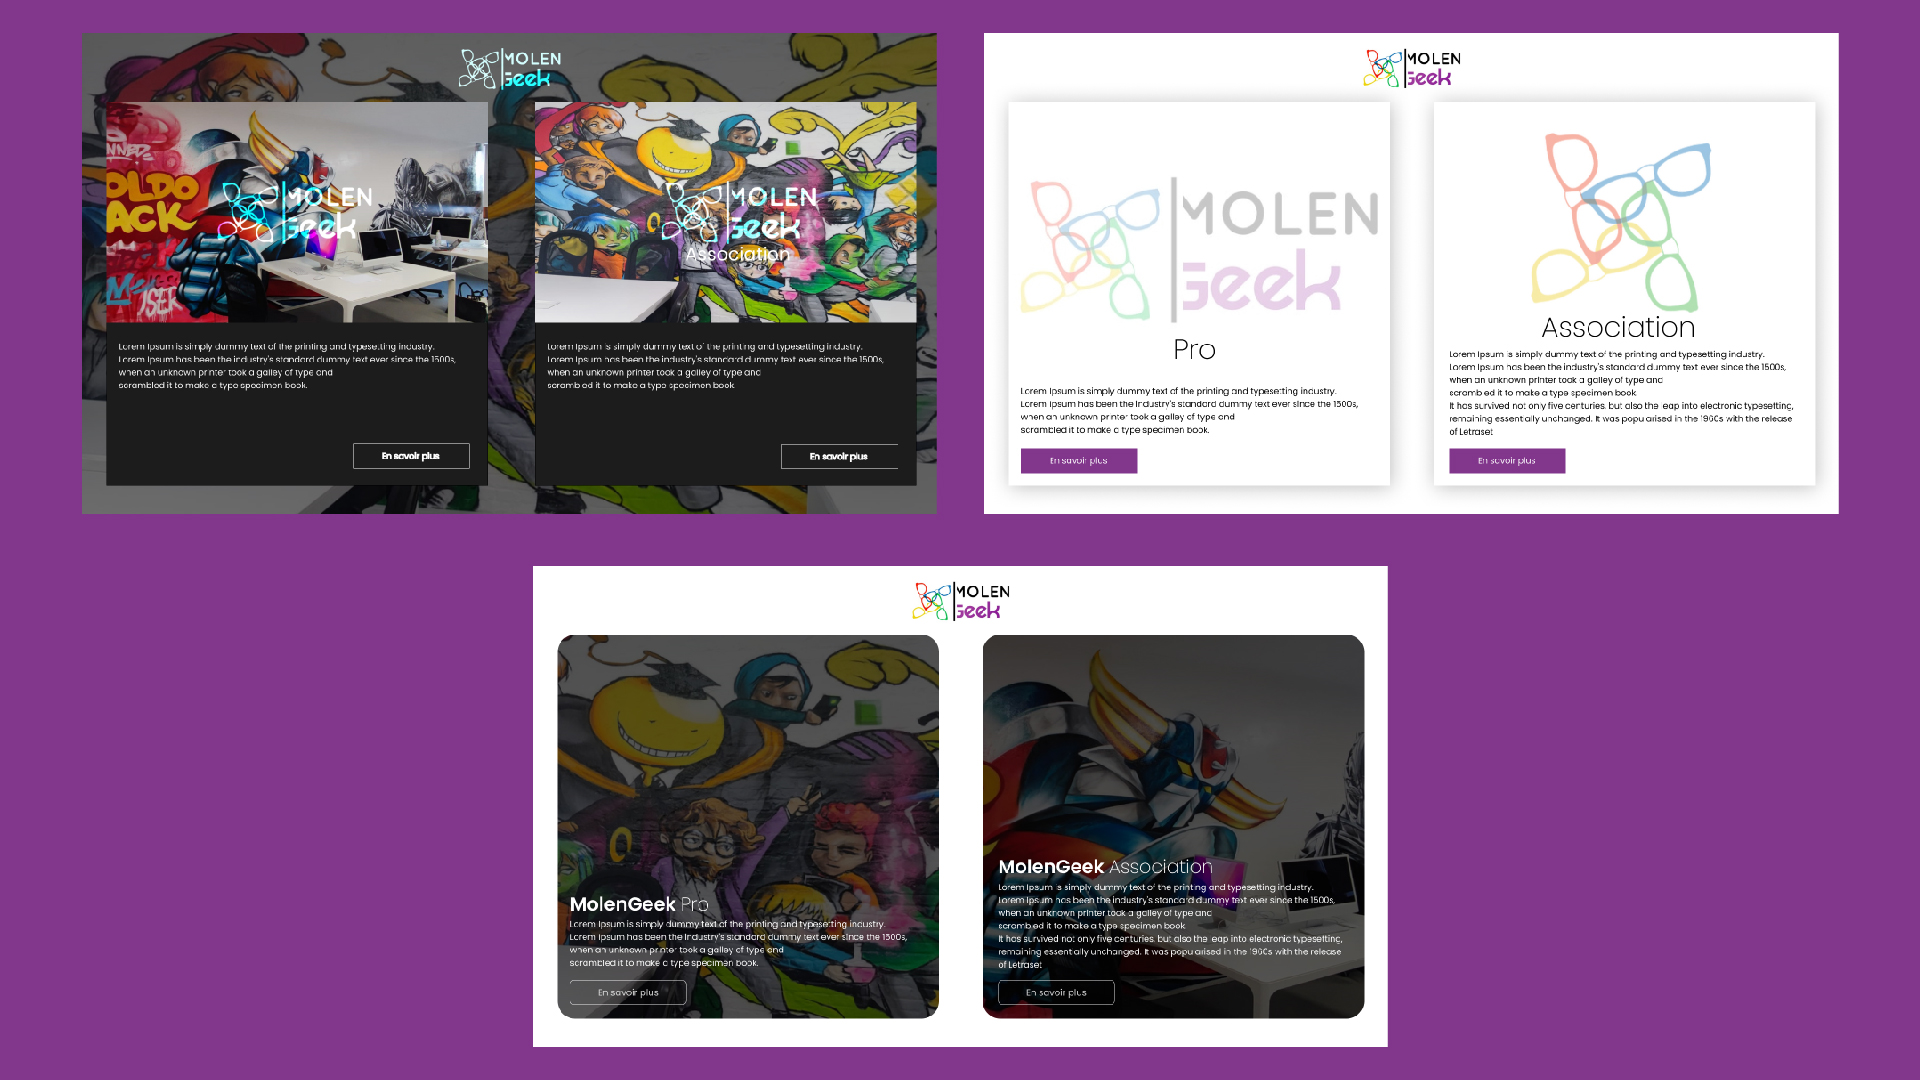 MOLEN
Geek
MOLEN
Geek
Lorem Ipsum is simply dummy text of the printing and typesetting industry.
Lorem Ipsum has been the industry's standard dummy text ever since the 1500s,
when an unknown printer took a galley of type and
scrambled it to make a type specimen book.
En savoir plus
MOLEN
Geek
Association
Lorem Ipsum is simply dummy text of the printing and typesetting industry.
Lorem Ipsum has been the industry's standard dummy text ever since the 1500s,
when an unknown printer took a galley of type and
scrambled it to make a type specimen book.
En savoir plus
MOLEN
Geek
MOLEN
Geek
Pro
Lorem Ipsum is simply dummy text of the printing and typesetting industry.
Lorem Ipsum has been the industry's standard dummy text ever since the 1500s,
when an unknown printer took a galley of type and
scrambled it to make a type specimen book.
En savoir plus
Association
Lorem Ipsum is simply dummy text of the printing and typesetting industry.
Lorem Ipsum has been the industry's standard dummy text ever since the 1500s,
when an unknown printer took a galley of type and
scrambled it to make a type specimen book.
It has survived not only five centuries, but also the leap into electronic typesetting,
remaining essentially unchanged. It was popularised in the 1960s with the release
of Letraset
En savoir plus
MOLEN
Geek
MolenGeek Pro
Lorem Ipsum is simply dummy text of the printing and typesetting industry.
Lorem Ipsum has been the industry's standard dummy text ever since the 1500s,
when an unknown printer took a galley of type and
scrambled it to make a type specimen book.
En savoir plus
MolenGeek Association
Lorem Ipsum is simply dummy text of the printing and typesetting industry.
Lorem Ipsum has been the industry's standard dummy text ever since the 1500s,
when an unknown printer took a galley of type and
scrambled it to make a type specimen book.
It has survived not only five centuries, but also the leap into electronic typesetting,
remaining essentially unchanged. It was popularised in the 1960s with the release
of Letraset
En savoir plus